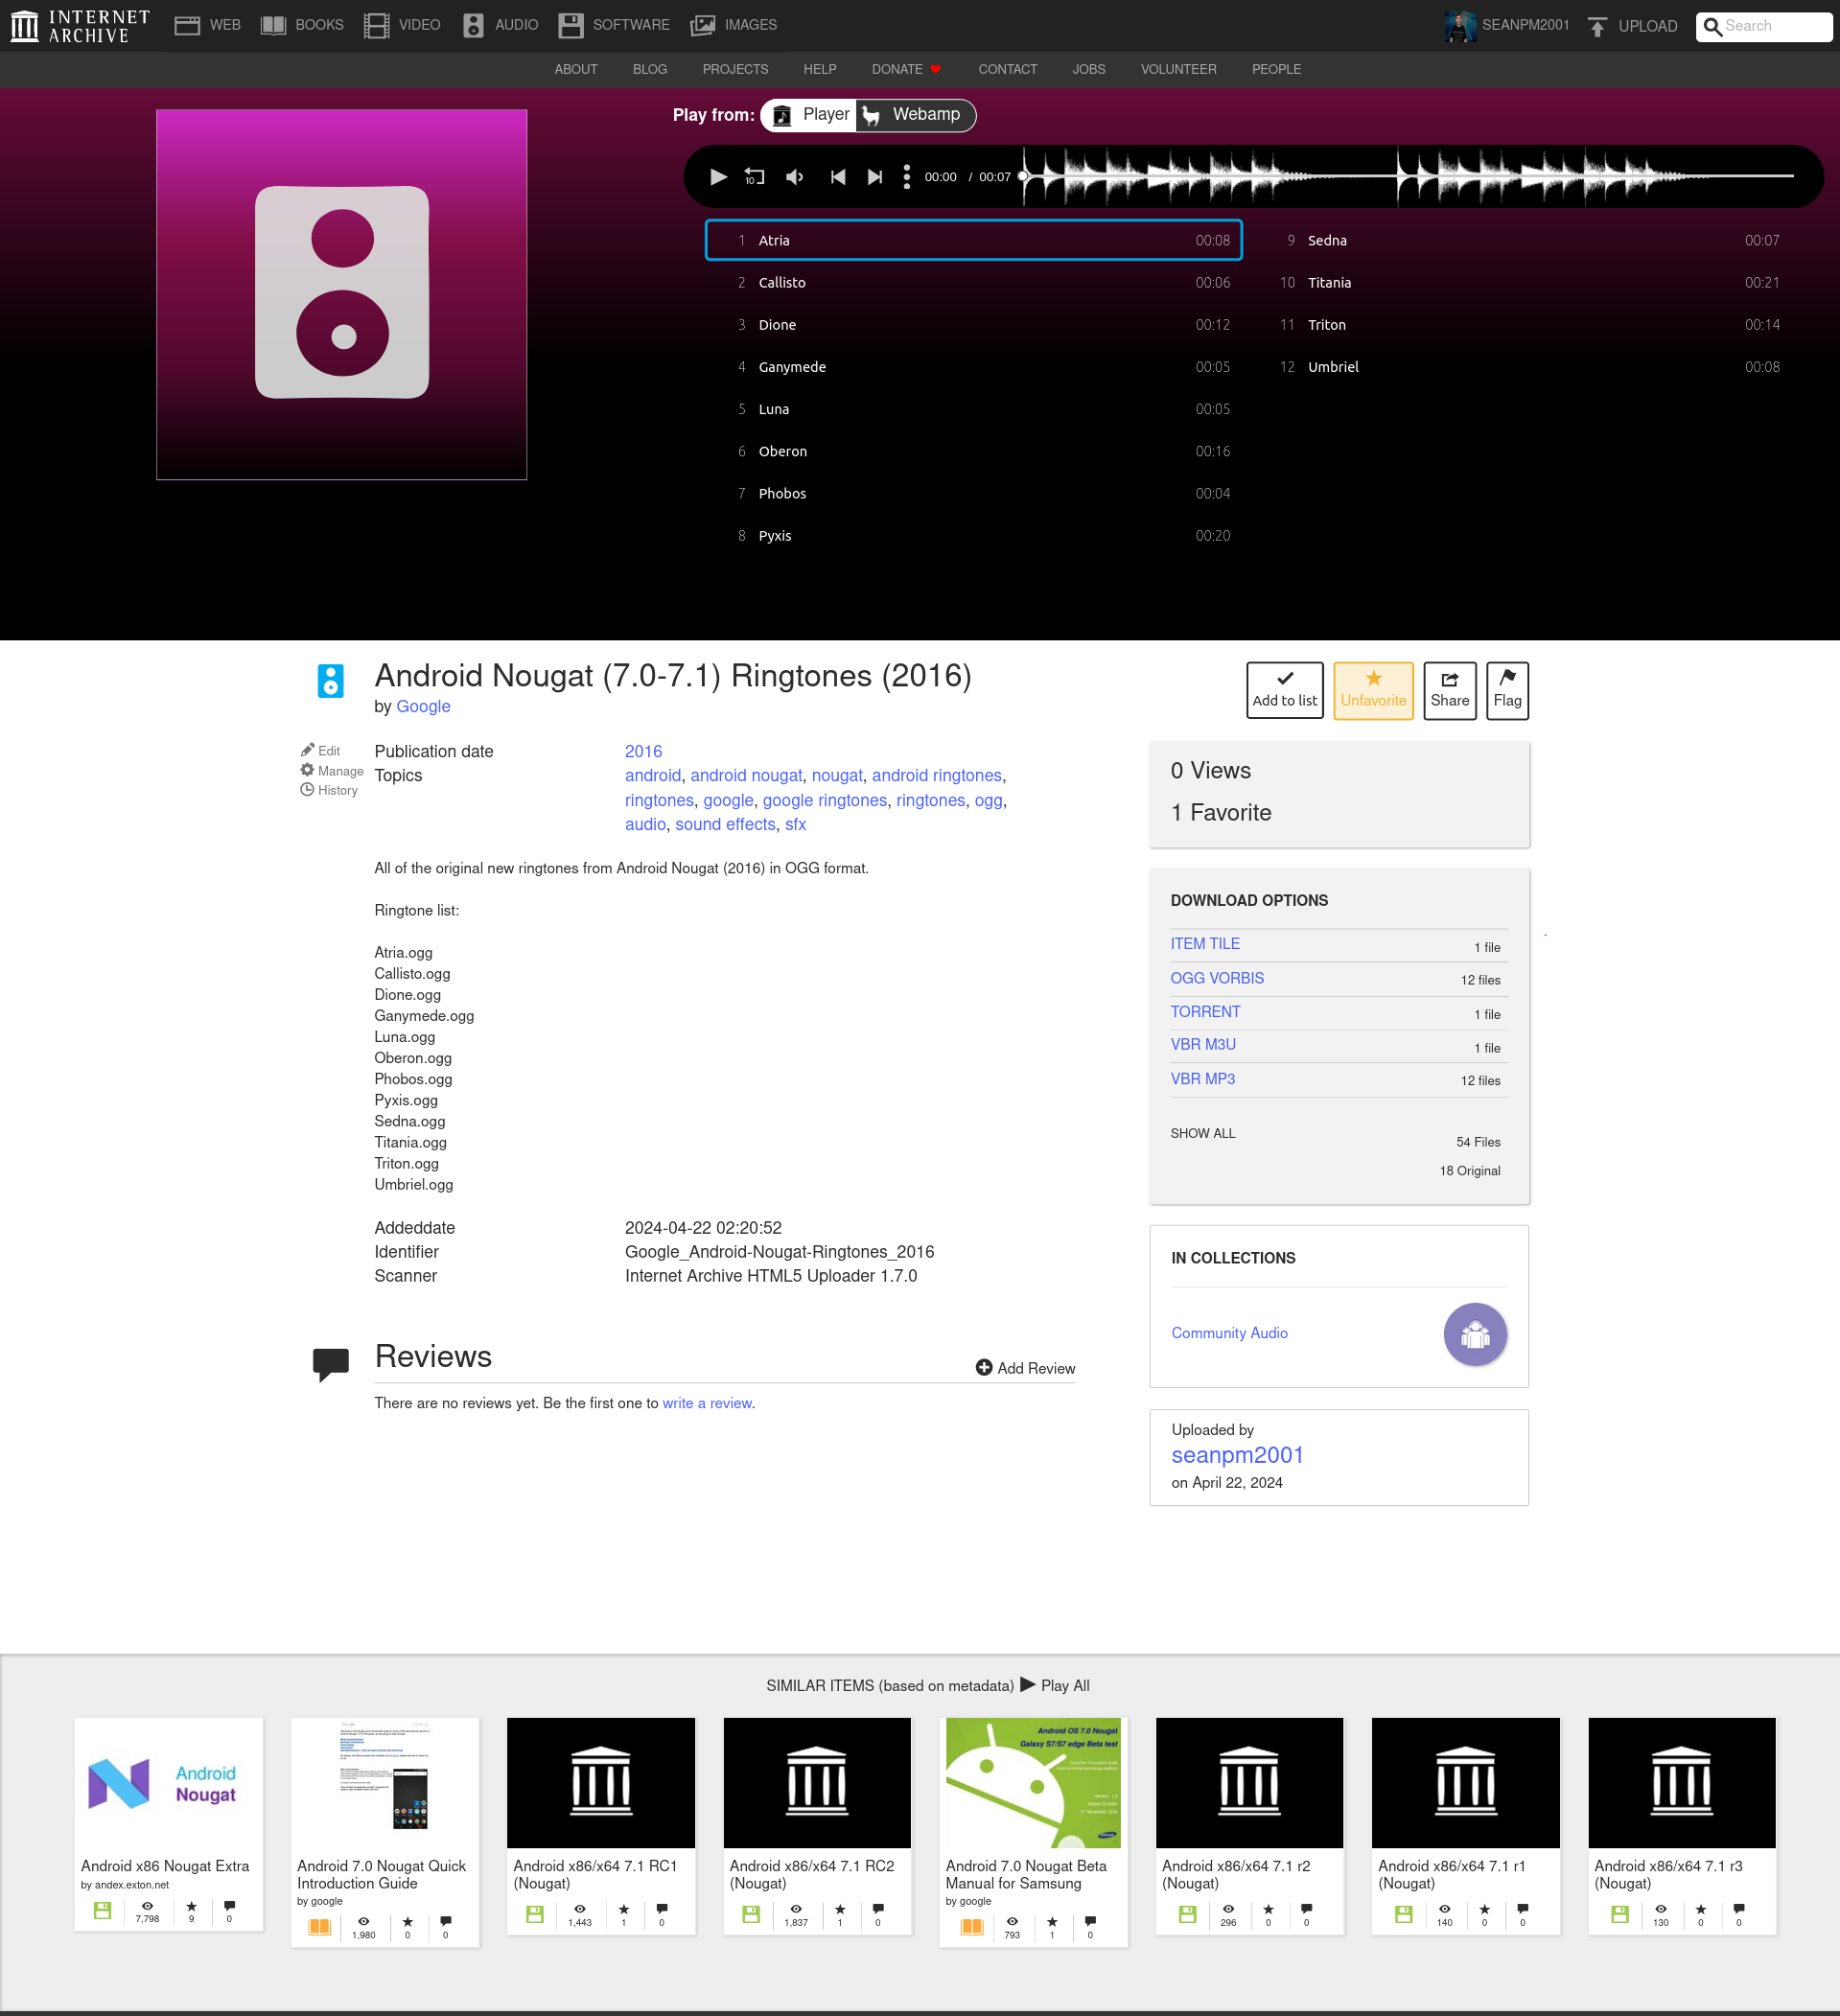 INTERNET ARCHIVE
WEB BOOKS VIDEO AUDIO SOFTWARE IMAGES SEANPM2001 UPLOAD Search
ABOUT BLOG PROJECTS HELP DONATE CONTACT JOBS VOLUNTEER PEOPLE
Play from: Player Webamp
10 00:00 / 00:07
1 Atria 00:08
2 Callisto 00:06
3 Dione 00:12
4 Ganymede 00:05
5 Luna 00:05
6 Oberon 00:16
7 Phobos 00:04
8 Pyxis 00:20
9 Sedna 00:07
10 Titania 00:21
11 Triton 00:14
12 Umbriel 00:08
Android Nougat (7.0-7.1) Ringtones (2016)
by Google
Edit
Manage
History
Publication date 2016
Topics android, android nougat, nougat, android ringtones,
ringtones, google, google ringtones, ringtones, ogg,
audio, sound effects, sfx
All of the original new ringtones from Android Nougat (2016) in OGG format.
Ringtone list:
Atria.ogg
Callisto.ogg
Dione.ogg
Ganymede.ogg
Luna.ogg
Oberon.ogg
Phobos.ogg
Pyxis.ogg
Sedna.ogg
Titania.ogg
Triton.ogg
Umbriel.ogg
Addeddate 2024-04-22 02:20:52
Identifier Google_Android-Nougat-Ringtones_2016
Scanner Internet Archive HTML5 Uploader 1.7.0
Reviews
Add Review
There are no reviews yet. Be the first one to write a review.
Add to list Unfavorite Share Flag
0 Views
1 Favorite
DOWNLOAD OPTIONS
ITEM TILE 1 file
OGG VORBIS 12 files
TORRENT 1 file
VBR M3U 1 file
VBR MP3 12 files
SHOW ALL 54 Files
18 Original
IN COLLECTIONS
Community Audio
Uploaded by
seanpm2001
on April 22, 2024
SIMILAR ITEMS (based on metadata) Play All
Android
Nougat
Android x86 Nougat Extra
by andex.exton.net
7,798 9 0
Android 7.0 Nougat Quick
Introduction Guide
by google
1,980 0 0
Android x86/x64 7.1 RC1
(Nougat)
1,443 1 0
Android x86/x64 7.1 RC2
(Nougat)
1,837 1 0
Android OS 7.0 Nougat
Galaxy S7/S7 edge Beta test
Android 7.0 Nougat Beta
Manual for Samsung
by google
793 1 0
Android x86/x64 7.1 r2
(Nougat)
296 0 0
Android x86/x64 7.1 r1
(Nougat)
140 0 0
Android x86/x64 7.1 r3
(Nougat)
130 0 0